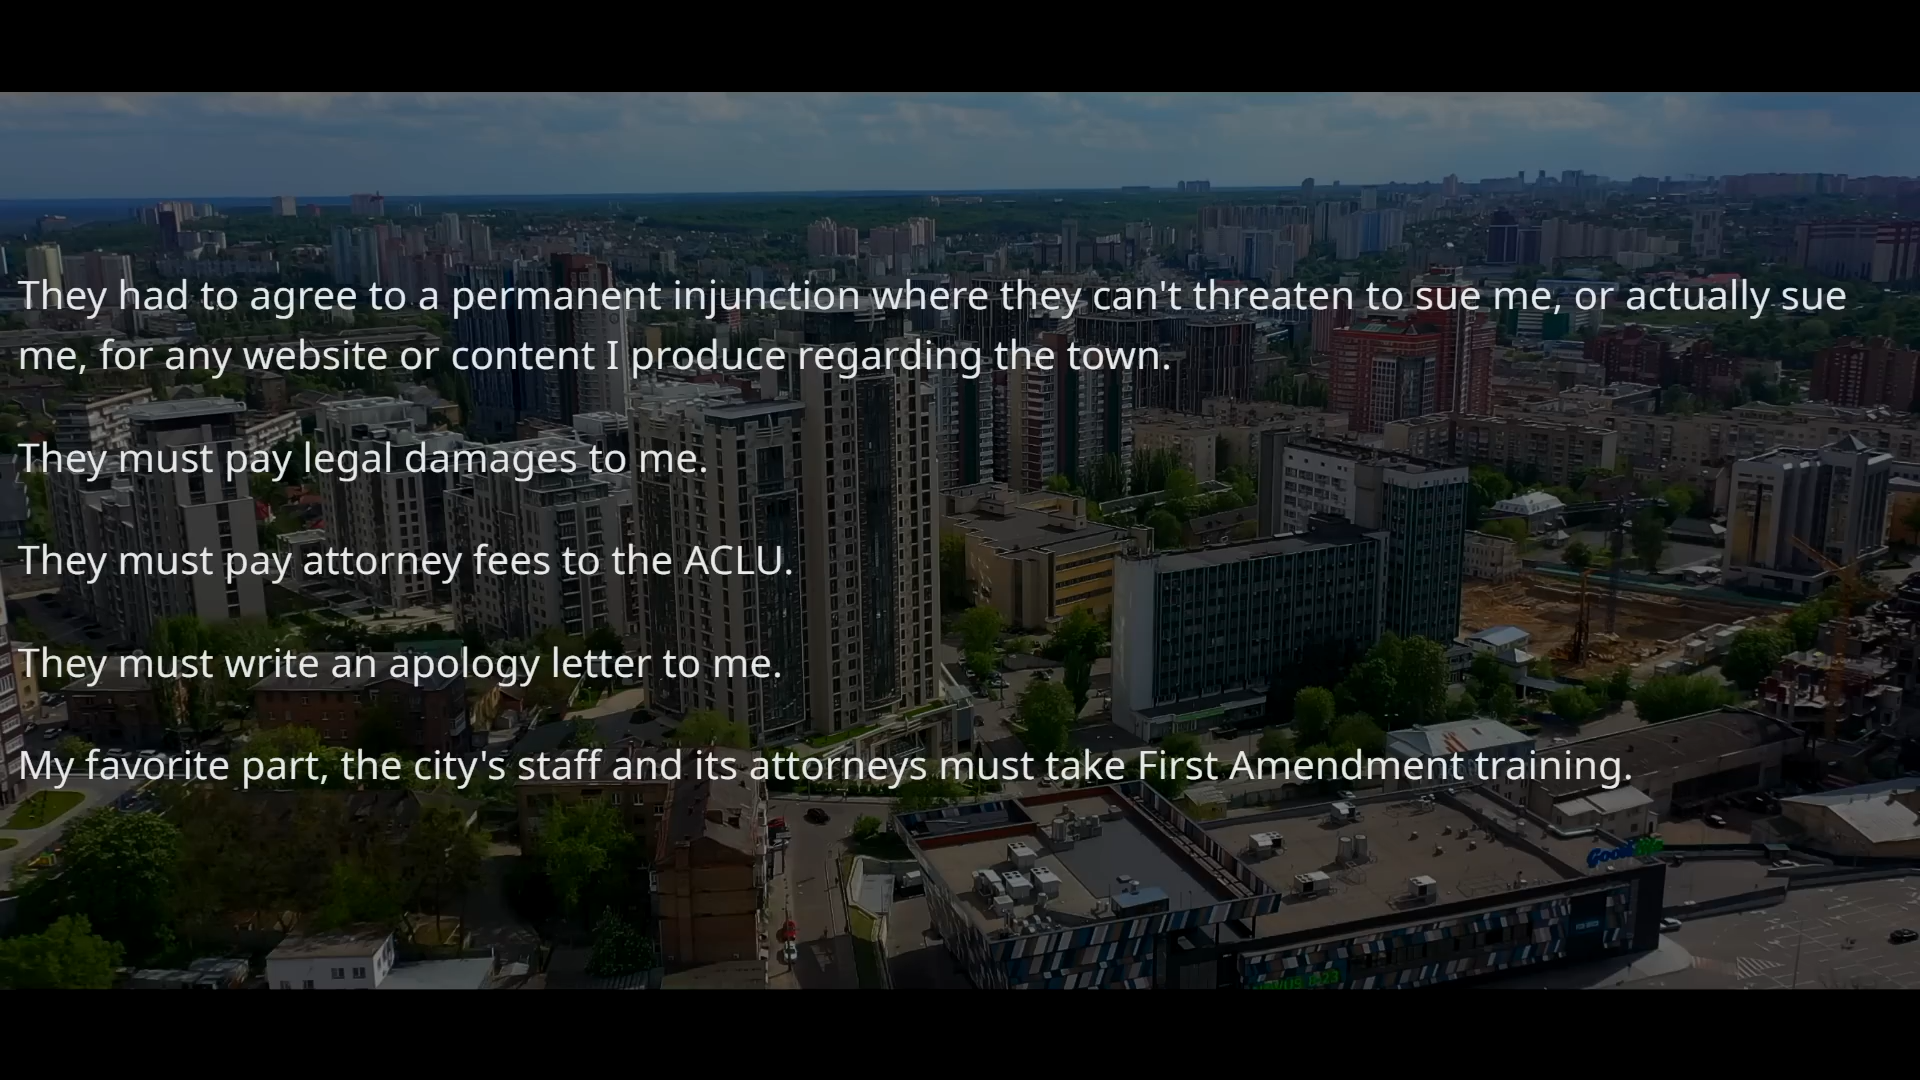 They had to agree to a permanent injunction where they can't threaten to sue me, or actually sue
me, for any website or content I produce regarding the town.
They must pay legal damages to me.
They must pay attorney fees to the ACLU.
They must write an apology letter to me.
My favorite part, the city's staff and its attorneys must take First Amendment training.